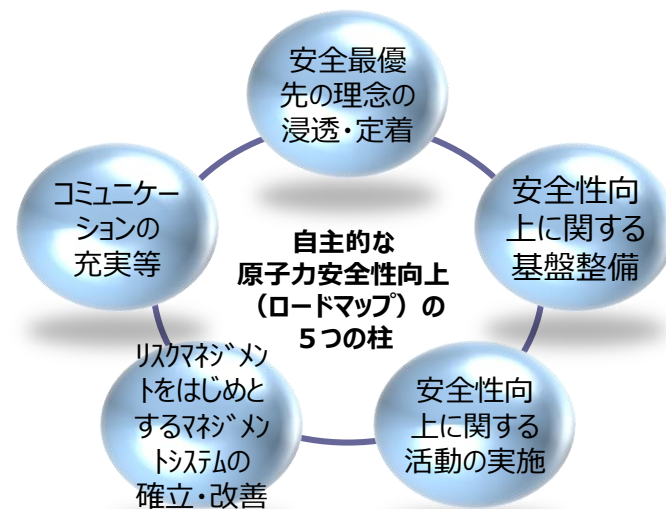 安全最優
先の理念の
浸透・定着
コミュニケー
ションの
充実等
安全性向
上に関する
基盤整備
自主的な
原子力安全性向上
（ロードマップ）の
５つの柱
リスクマネジメン
トをはじめと
するマネジメン
トシステムの
確立・改善
安全性向
上に関する
活動の実施